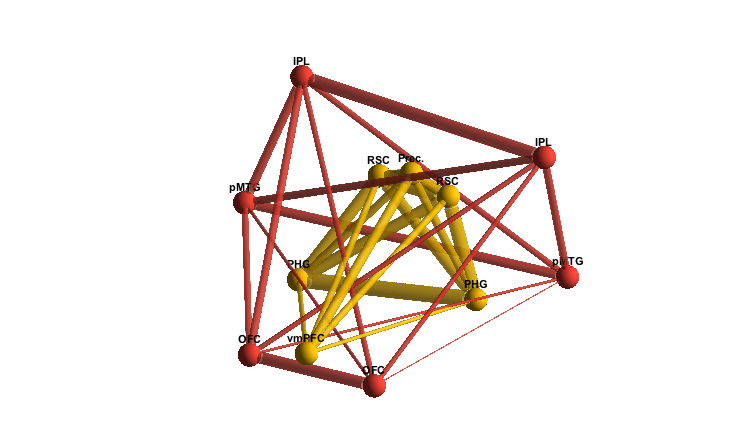 IPL
IPL
RSC
Prec.
RSC
pMTG
PHG
pMTG
PHG
OFC
vmPFC
OFC